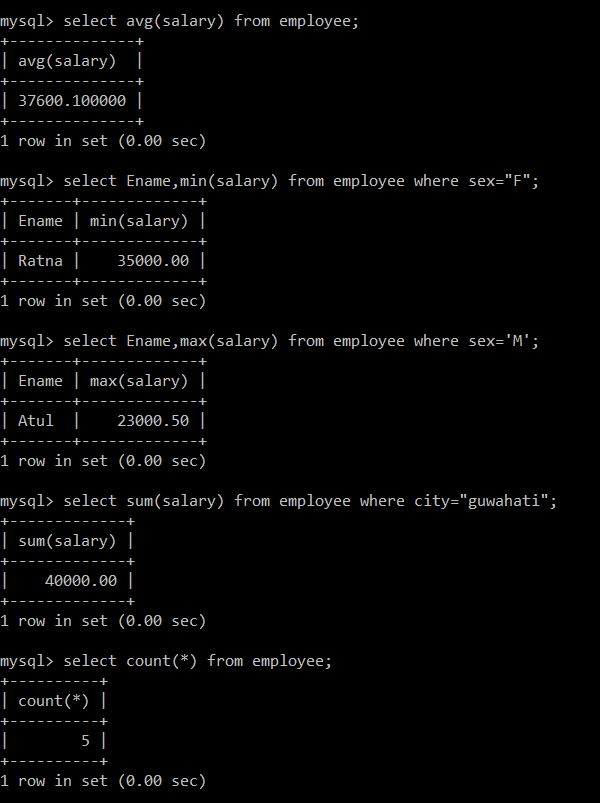 mysql> select avg(salary) from employee;
+--------------+
| avg(salary)  |
+--------------+
| 37600.100000 |
+--------------+
1 row in set (0.00 sec)

mysql> select Ename,min(salary) from employee where sex="F";
+-------+-------------+
| Ename | min(salary) |
+-------+-------------+
| Ratna |    35000.00 |
+-------+-------------+
1 row in set (0.00 sec)

mysql> select Ename,max(salary) from employee where sex='M';
+-------+-------------+
| Ename | max(salary) |
+-------+-------------+
| Atul  |    23000.50 |
+-------+-------------+
1 row in set (0.00 sec)

mysql> select sum(salary) from employee where city="guwahati";
+-------------+
| sum(salary) |
+-------------+
|    40000.00 |
+-------------+
1 row in set (0.00 sec)

mysql> select count(*) from employee;
+----------+
| count(*) |
+----------+
|        5 |
+----------+
1 row in set (0.00 sec)